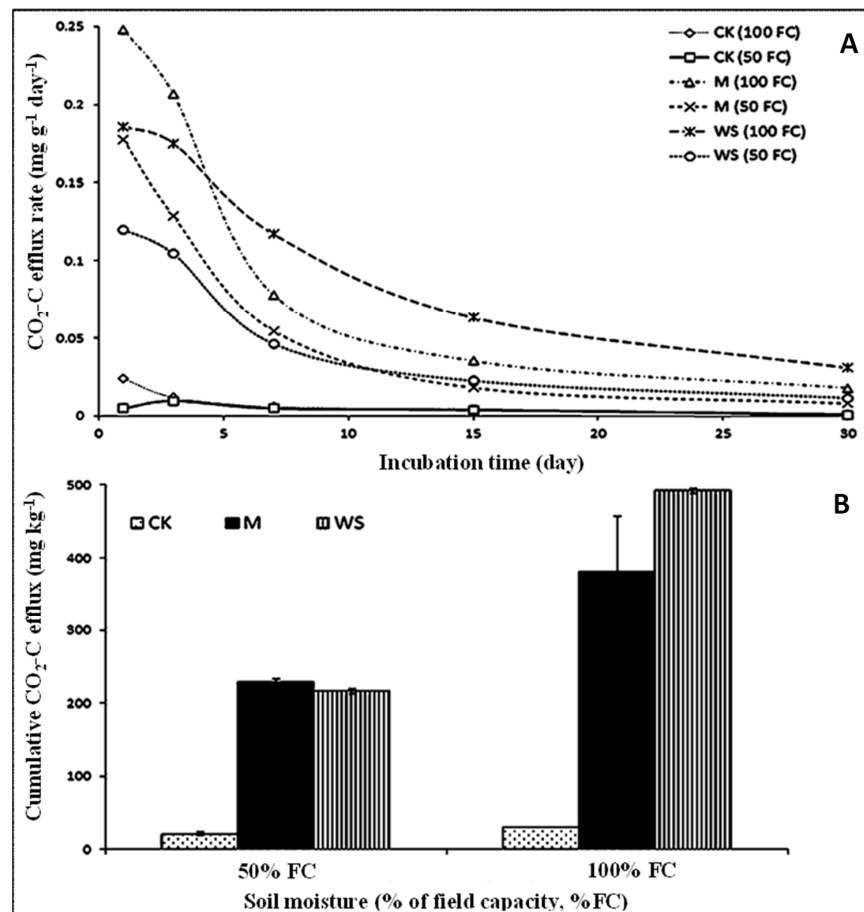 A
CK (100 FC)
CK (50 FC)
M (100 FC)
M (50 FC)
WS (100 FC)
WS (50 FC)
CO₂-C efflux rate (mg g⁻¹ day⁻¹)
0.25
0.2
0.15
0.1
0.05
0
0 5 10 15 20 25 30
Incubation time (day)
B
CK M WS
Cumulative CO₂-C efflux (mg kg⁻¹)
500
400
300
200
100
0
50% FC 100% FC
Soil moisture (% of field capacity, %FC)